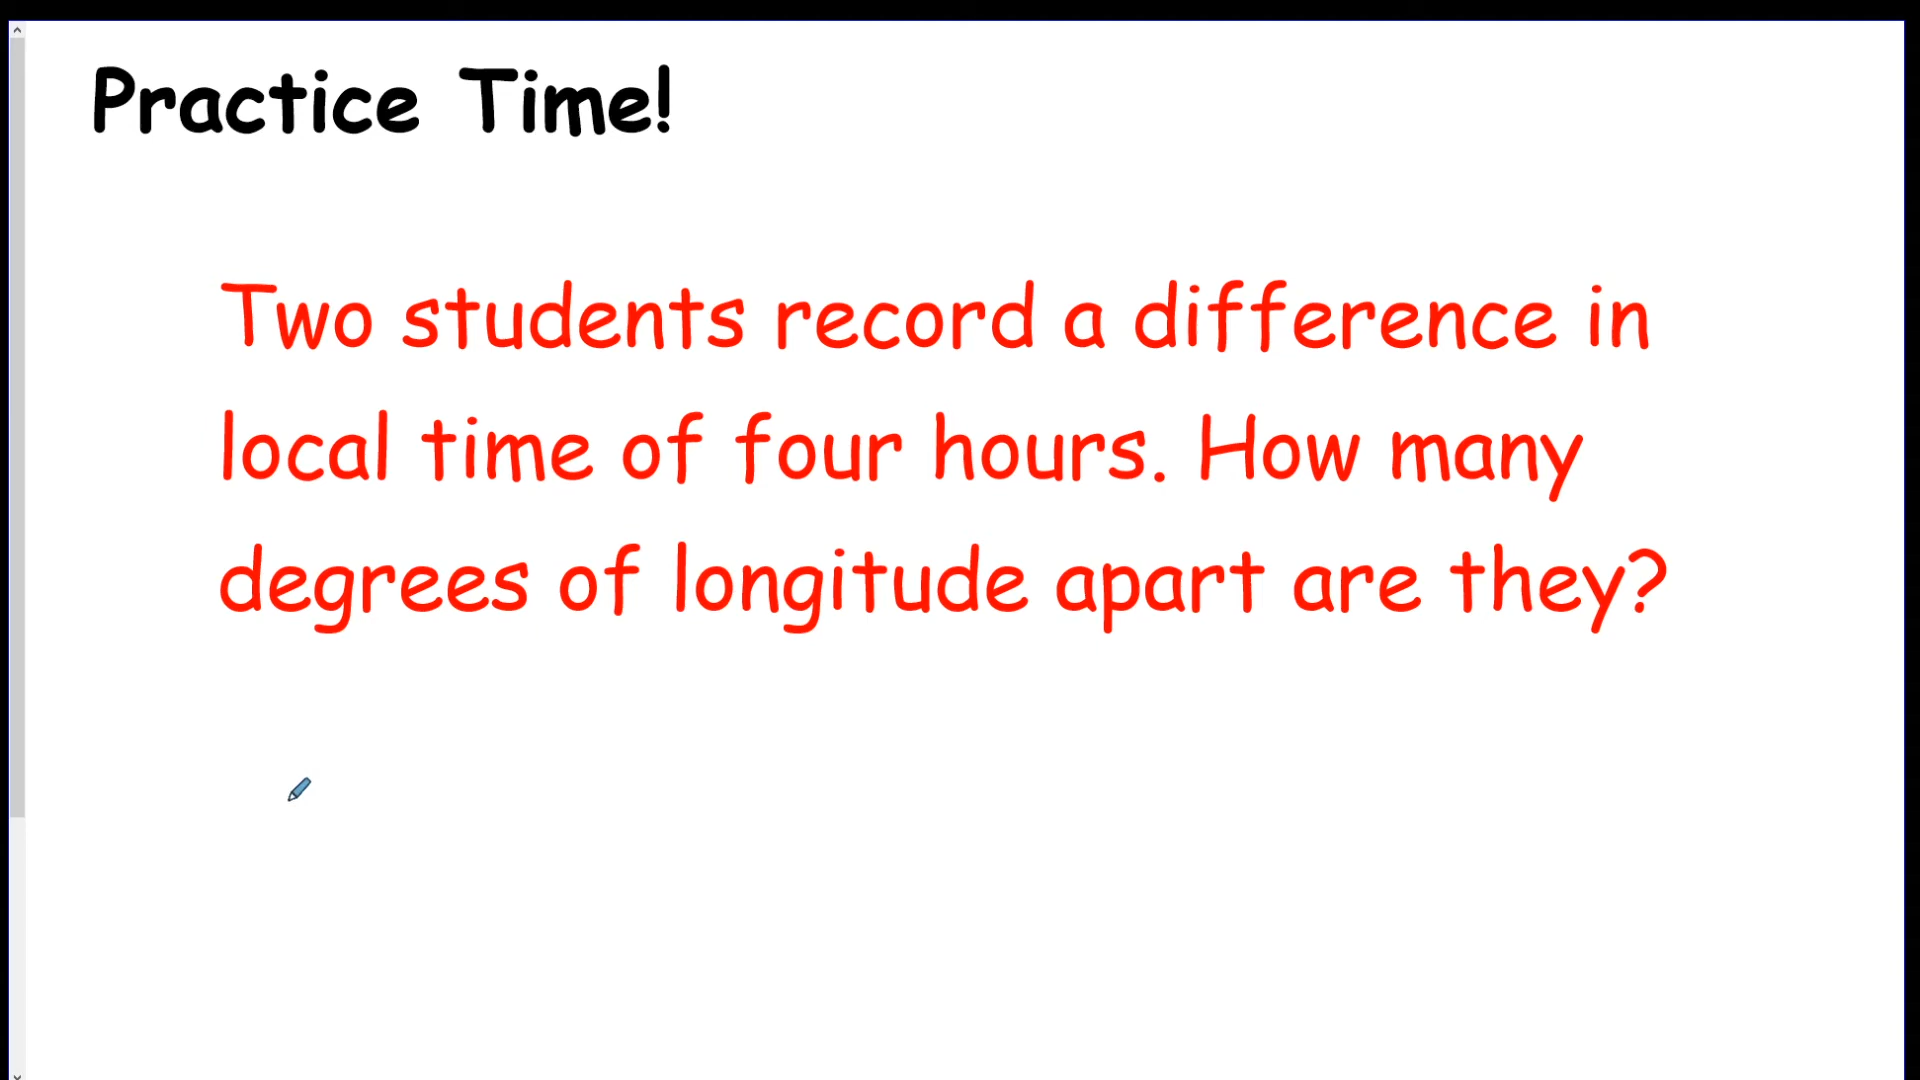 Practice Time!
Two students record a difference in
local time of four hours. How many
degrees of longitude apart are they?